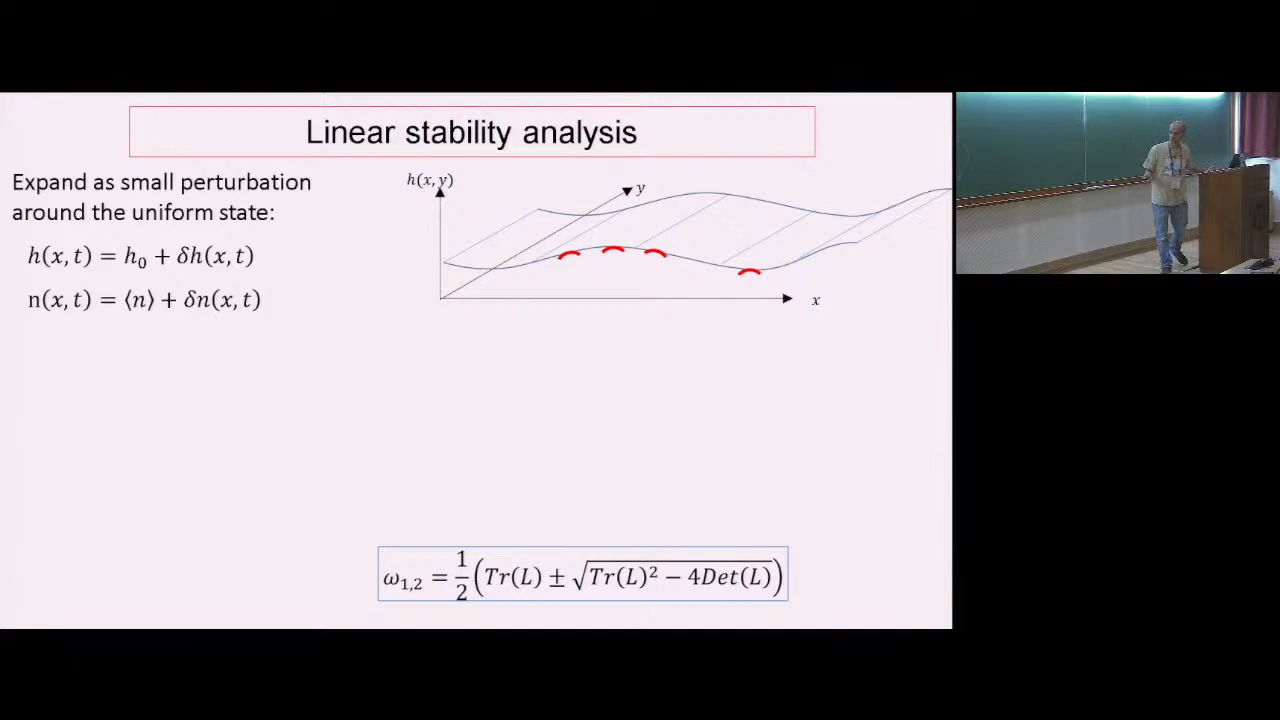 Linear stability analysis
Expand as small perturbation
around the uniform state:
h(x, t) = h₀ + δh(x, t)
n(x, t) = ⟨n⟩ + δn(x, t)
h(x, y)
y
x
ω₁,₂ = 1/2 (Tr(L) ± √(Tr(L)² − 4Det(L)))